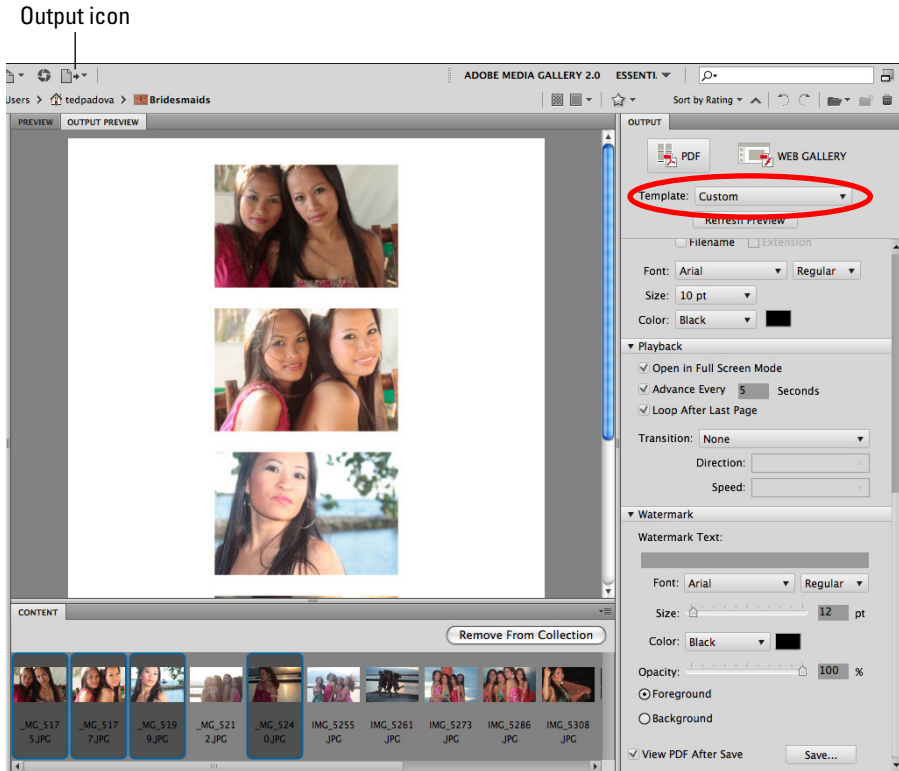 Output icon
ADOBE MEDIA GALLERY 2.0 ESSENTI.
Users > tedpadova > Bridesmaids
Sort by Rating
PREVIEW OUTPUT PREVIEW
OUTPUT
PDF WEB GALLERY
Template: Custom
Refresh Preview
Filename Extension
Font: Arial Regular
Size: 10 pt
Color: Black
Playback
Open in Full Screen Mode
Advance Every 5 Seconds
Loop After Last Page
Transition: None
Direction:
Speed:
Watermark
Watermark Text:
Font: Arial Regular
Size: 12 pt
Color: Black
Opacity: 100 %
Foreground
Background
View PDF After Save Save...
CONTENT
Remove From Collection
_MG_517 _MG_517 _MG_519 _MG_521 _MG_524 IMG_5255 IMG_5261 IMG_5273 IMG_5286 IMG_5308
5.JPG 7.JPG 9.JPG 2.JPG 0.JPG .JPG .JPG .JPG .JPG .JPG